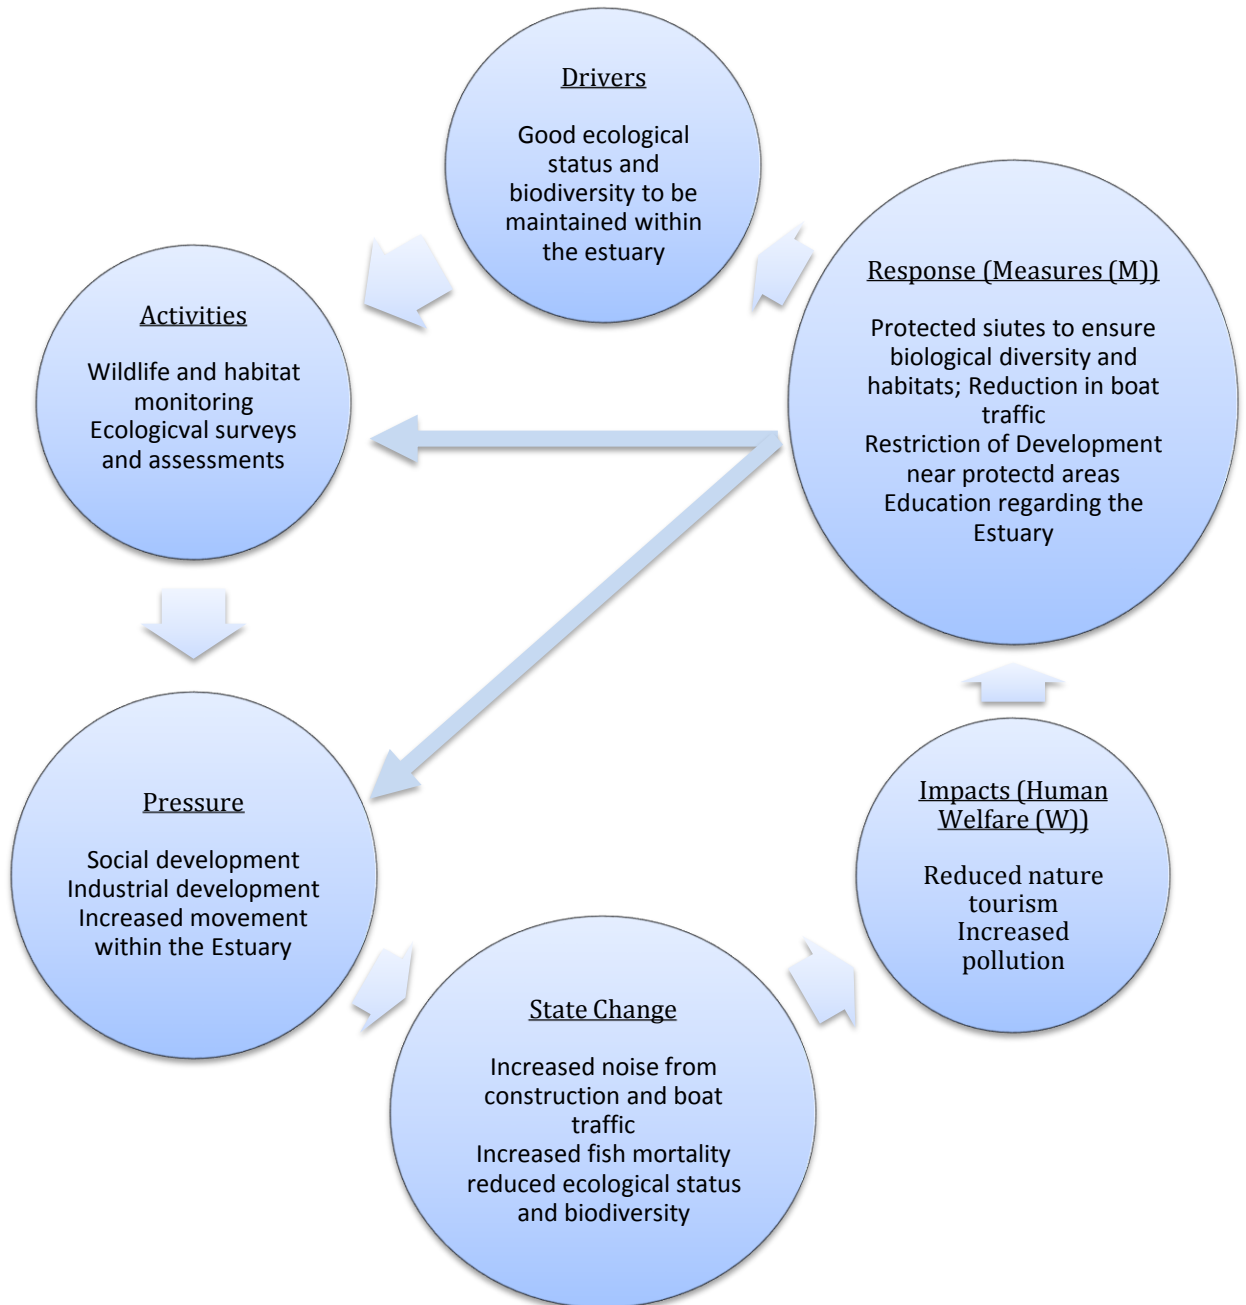 Drivers
Good ecological
status and
biodiversity to be
maintained within
the estuary
Response (Measures (M))
Protected siutes to ensure
biological diversity and
habitats; Reduction in boat
traffic
Restriction of Development
near protectd areas
Education regarding the
Estuary
Activities
Wildlife and habitat
monitoring
Ecologicval surveys
and assessments
Pressure
Social development
Industrial development
Increased movement
within the Estuary
Impacts (Human
Welfare (W))
Reduced nature
tourism
Increased
pollution
State Change
Increased noise from
construction and boat
traffic
Increased fish mortality
reduced ecological status
and biodiversity